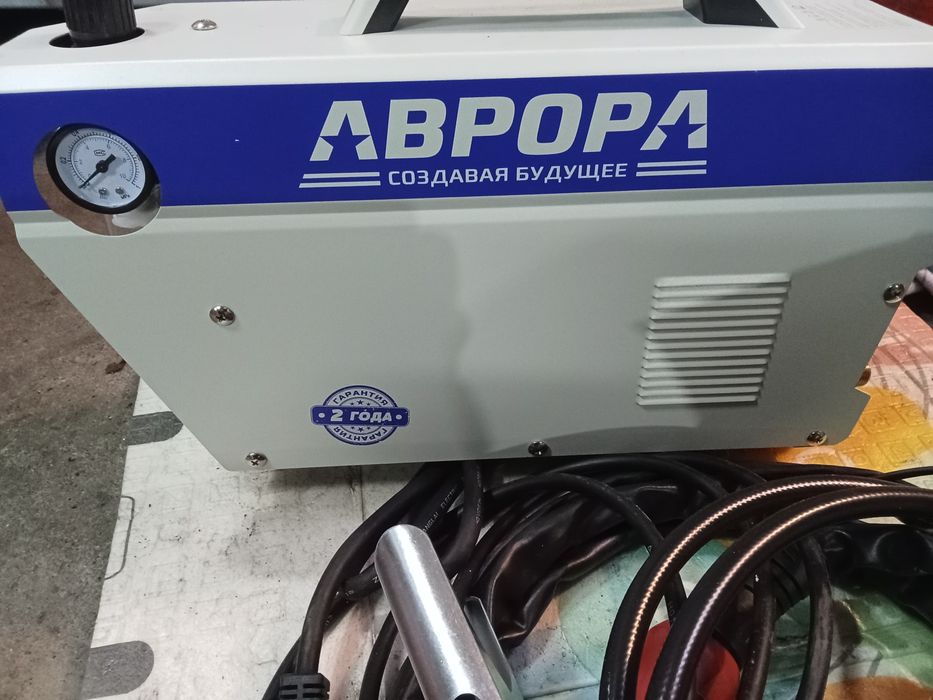 АВРОРА
СОЗДАВАЯ БУДУЩЕЕ
ГАРАНТИЯ
2 ГОДА
ГАРАНТИЯ